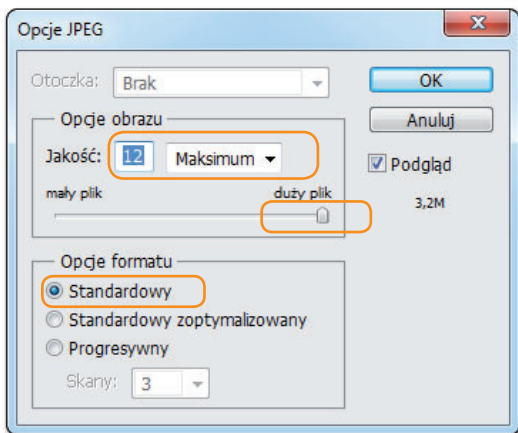 Opcje JPEG
Otoczka: Brak
OK
Opcje obrazu
Anuluj
Jakość: 12 Maksimum
Podgląd
mały plik duży plik
3,2M
Opcje formatu
Standardowy
Standardowy zoptymalizowany
Progresywny
Skany: 3